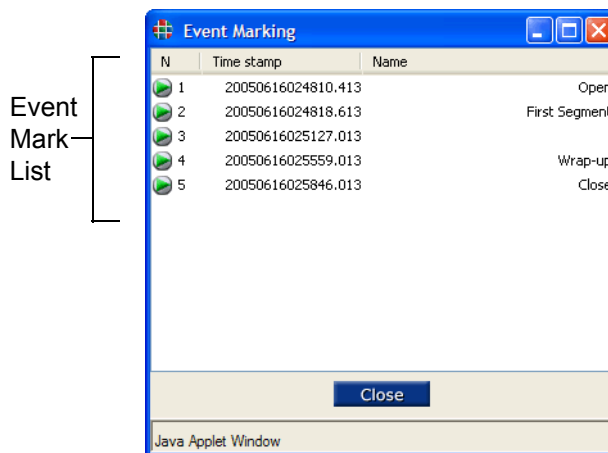 Event Marking
N Time stamp Name
1 20050616024810.413 Open
2 20050616024818.613 First Segment
3 20050616025127.013
4 20050616025559.013 Wrap-up
5 20050616025846.013 Close
Event
Mark
List
Close
Java Applet Window